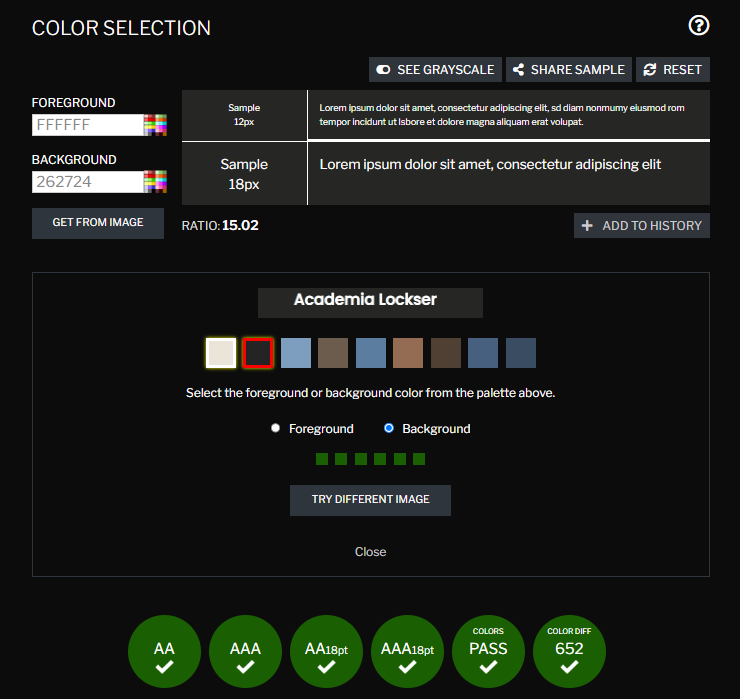 COLOR SELECTION
SEE GRAYSCALE
SHARE SAMPLE
RESET
FOREGROUND
FFFFFF
BACKGROUND
262724
GET FROM IMAGE
Sample
12px
Lorem ipsum dolor sit amet, consectetur adipiscing elit, sd diam nonmumy eiusmod rom
tempor incidunt ut lsbore et dolore magna aliquam erat volupat.
Sample
18px
Lorem ipsum dolor sit amet, consectetur adipiscing elit
RATIO: 15.02
ADD TO HISTORY
Academia Lockser
Select the foreground or background color from the palette above.
Foreground
Background
TRY DIFFERENT IMAGE
Close
AA
AAA
AA18pt
AAA18pt
COLORS
PASS
COLOR DIFF
652